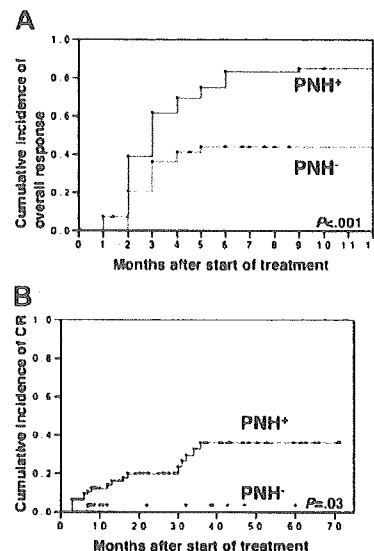 A
Cumulative incidence of
overall response
1.0
0.8
0.6
0.4
0.2
0
PNH+
PNH-
P<.001
0 1 2 3 4 5 6 7 8 9 10 11 1
Months after start of treatment
B
Cumulative incidence of CR
1 0
0 8
0 6
0.4
0.2
0
PNH+
PNH-
P=.03
0 10 20 30 40 50 60 70
Months after start of treatment